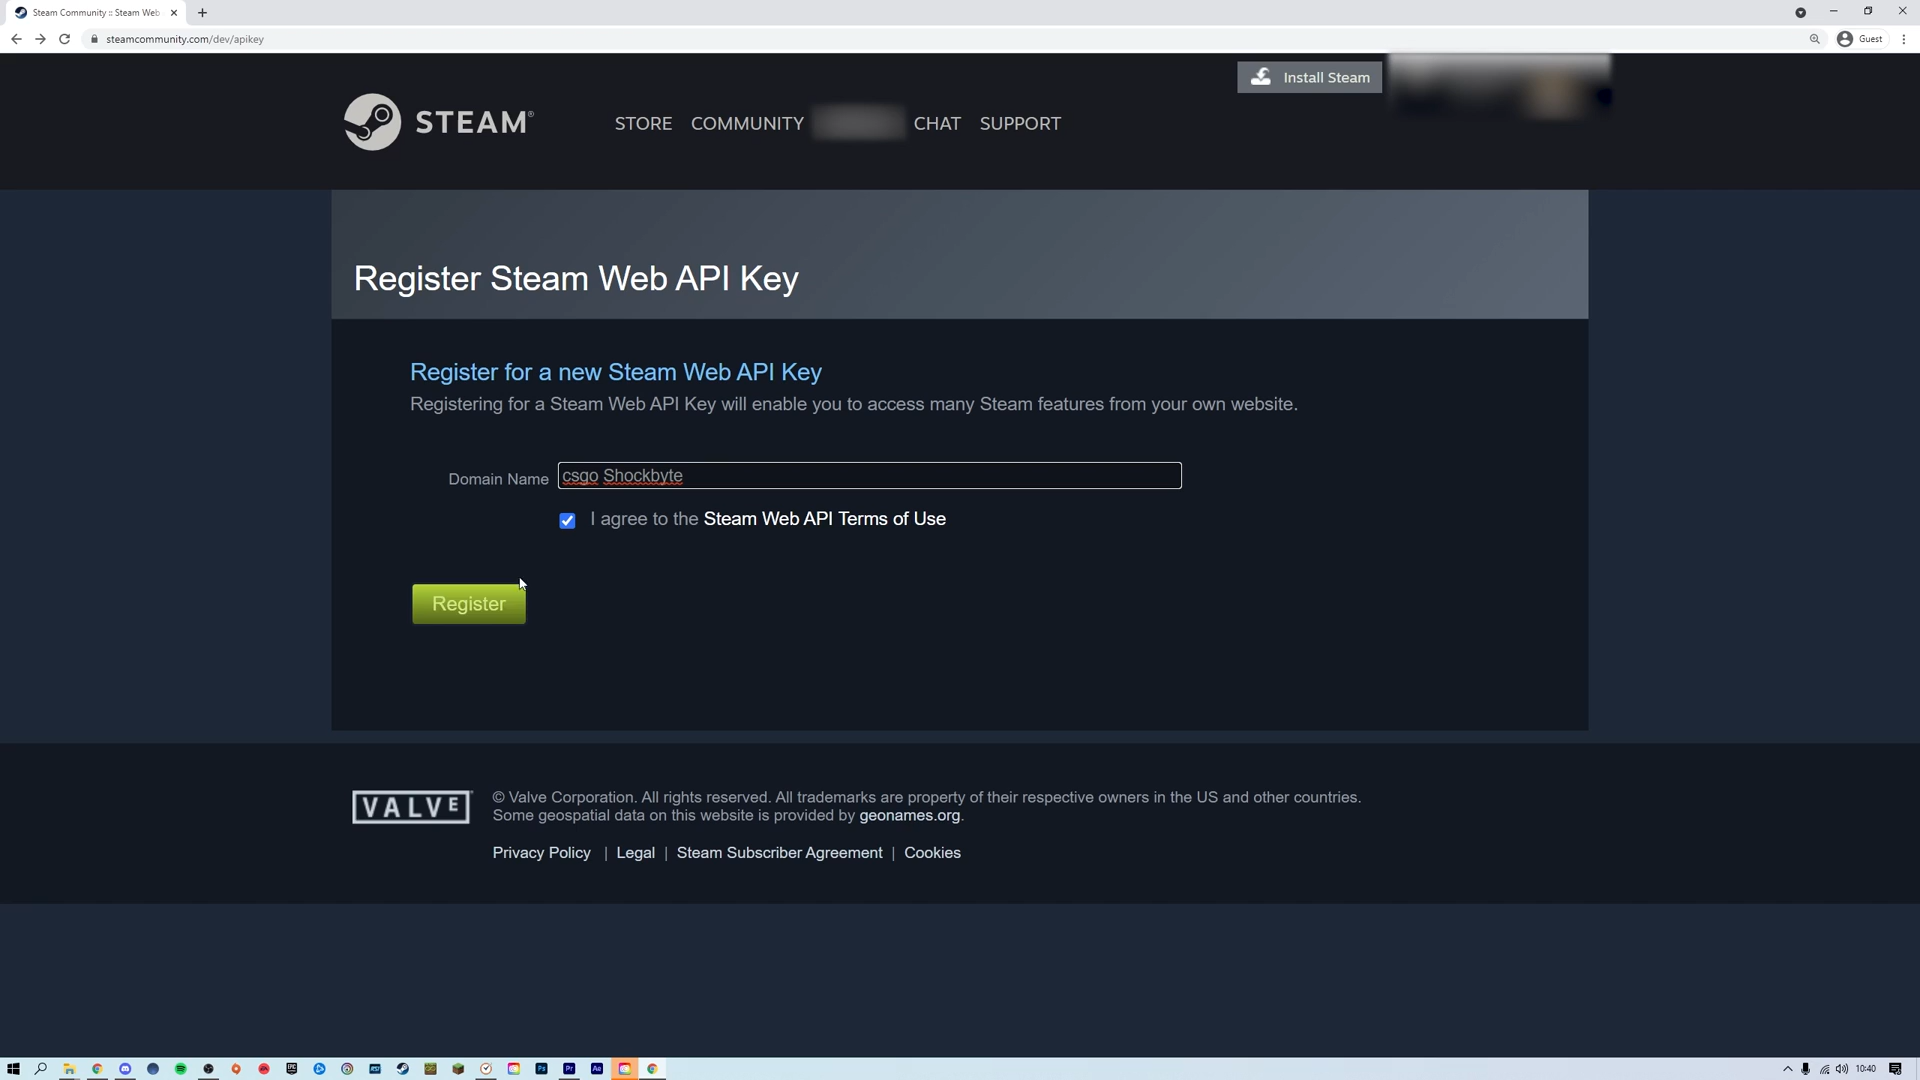 Steam Community :: Steam Web
steamcommunity.com/dev/apikey
Guest
Install Steam
STEAM®
STORE COMMUNITY CHAT SUPPORT
Register Steam Web API Key
Register for a new Steam Web API Key
Registering for a Steam Web API Key will enable you to access many Steam features from your own website.
Domain Name csgo Shockbyte
I agree to the Steam Web API Terms of Use
Register
VALVE
© Valve Corporation. All rights reserved. All trademarks are property of their respective owners in the US and other countries.
Some geospatial data on this website is provided by geonames.org.
Privacy Policy | Legal | Steam Subscriber Agreement | Cookies
Ps Pr Ae
10:40